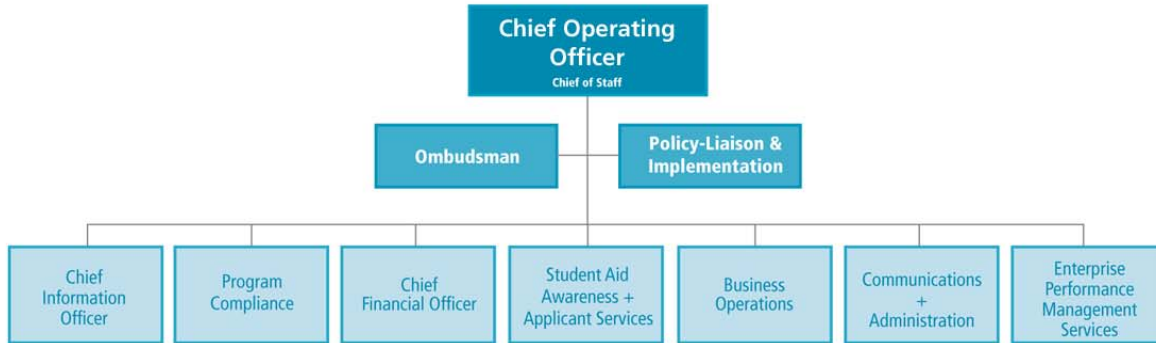 Chief Operating
Officer
Chief of Staff
Ombudsman
Policy-Liaison &
Implementation
Chief
Information
Officer
Program
Compliance
Chief
Financial Officer
Student Aid
Awareness +
Applicant Services
Business
Operations
Communications
+
Administration
Enterprise
Performance
Management
Services